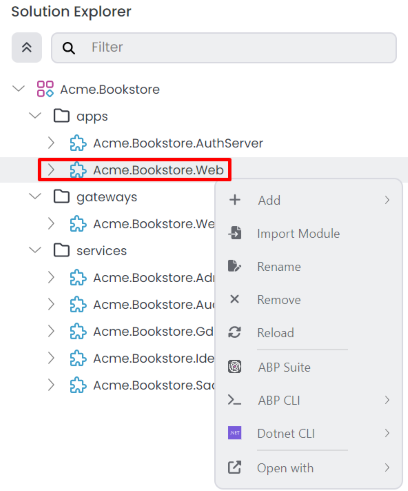 Solution Explorer
Filter
Acme.Bookstore
apps
Acme.Bookstore.AuthServer
Acme.Bookstore.Web
gateways
Acme.Bookstore.We
services
Acme.Bookstore.Adr
Acme.Bookstore.Au
Acme.Bookstore.Gd
Acme.Bookstore.Ide
Acme.Bookstore.Saa
Add
Import Module
Rename
Remove
Reload
ABP Suite
ABP CLI
Dotnet CLI
Open with